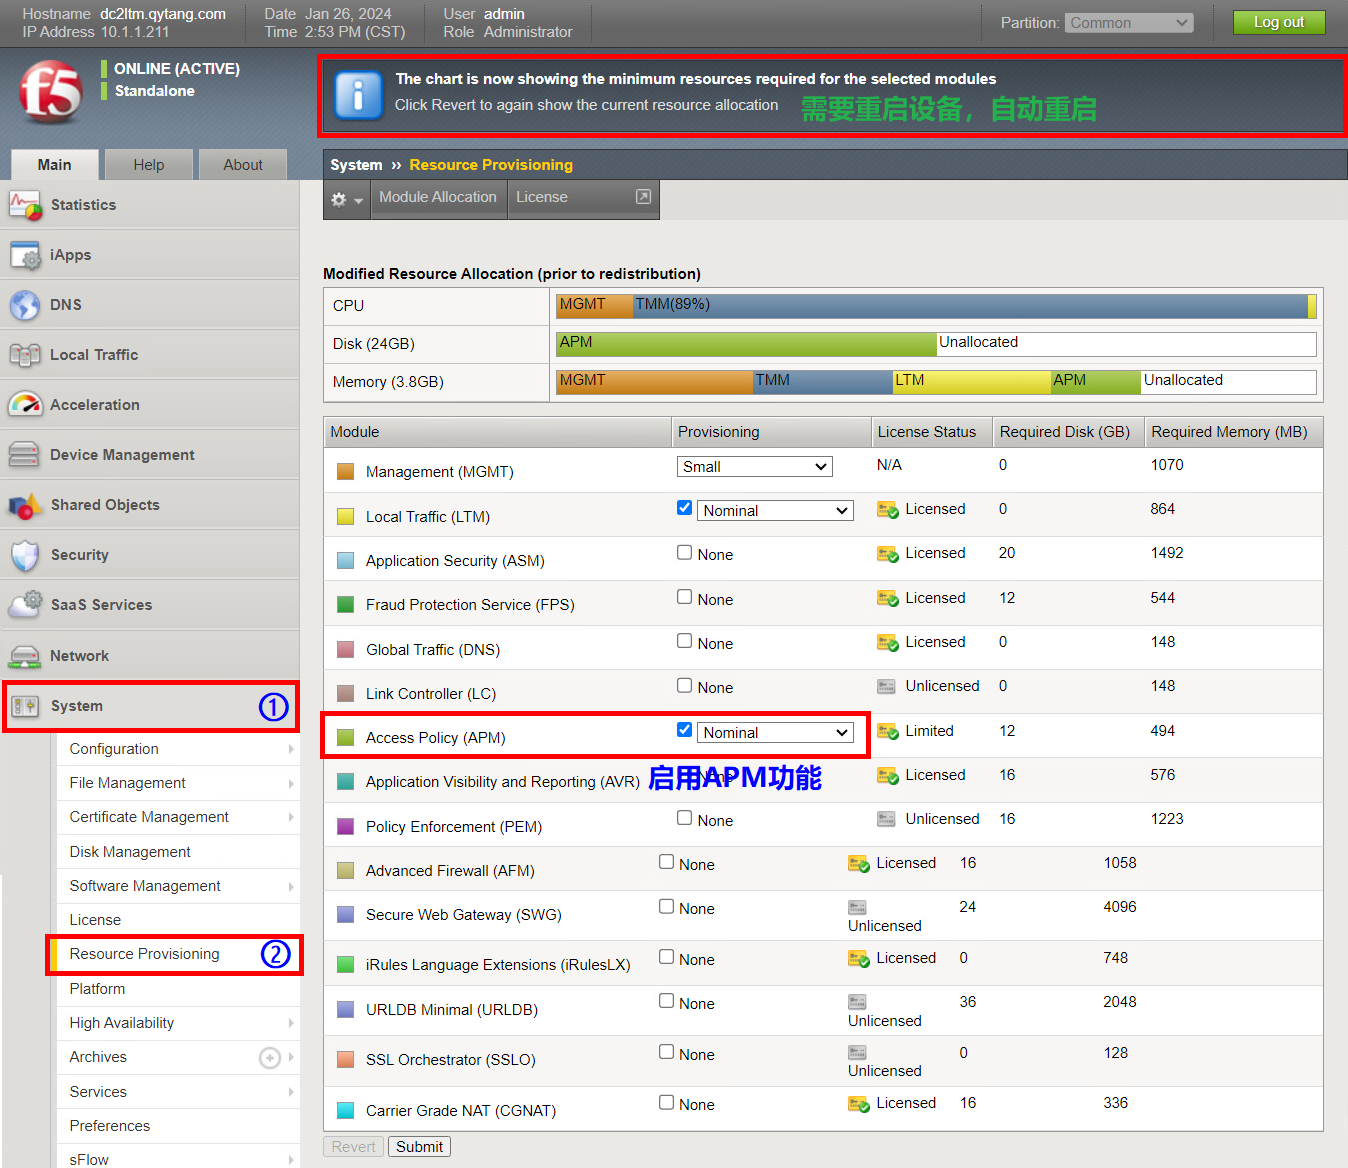 Hostname dc2ltm.qytang.com Date Jan 26, 2024 User admin
IP Address 10.1.1.211 Time 2:53 PM (CST) Role Administrator
Partition: Common Log out
f5
ONLINE (ACTIVE)
Standalone
The chart is now showing the minimum resources required for the selected modules
Click Revert to again show the current resource allocation
需要重启设备，自动重启
Main Help About
System ›› Resource Provisioning
Module Allocation License
Statistics
iApps
DNS
Local Traffic
Acceleration
Device Management
Shared Objects
Security
SaaS Services
Network
System ①
Configuration
File Management
Certificate Management
Disk Management
Software Management
License
Resource Provisioning ②
Platform
High Availability
Archives
Services
Preferences
sFlow
Modified Resource Allocation (prior to redistribution)
CPU MGMT TMM(89%)
Disk (24GB) APM Unallocated
Memory (3.8GB) MGMT TMM LTM APM Unallocated
Module Provisioning License Status Required Disk (GB) Required Memory (MB)
Management (MGMT) Small N/A 0 1070
Local Traffic (LTM) Nominal Licensed 0 864
Application Security (ASM) None Licensed 20 1492
Fraud Protection Service (FPS) None Licensed 12 544
Global Traffic (DNS) None Licensed 0 148
Link Controller (LC) None Unlicensed 0 148
Access Policy (APM) Nominal Limited 12 494
启用APM功能
Application Visibility and Reporting (AVR) None Licensed 16 576
Policy Enforcement (PEM) None Unlicensed 16 1223
Advanced Firewall (AFM) None Licensed 16 1058
Secure Web Gateway (SWG) None Unlicensed 24 4096
iRules Language Extensions (iRulesLX) None Licensed 0 748
URLDB Minimal (URLDB) None Unlicensed 36 2048
SSL Orchestrator (SSLO) None Unlicensed 0 128
Carrier Grade NAT (CGNAT) None Licensed 16 336
Revert Submit